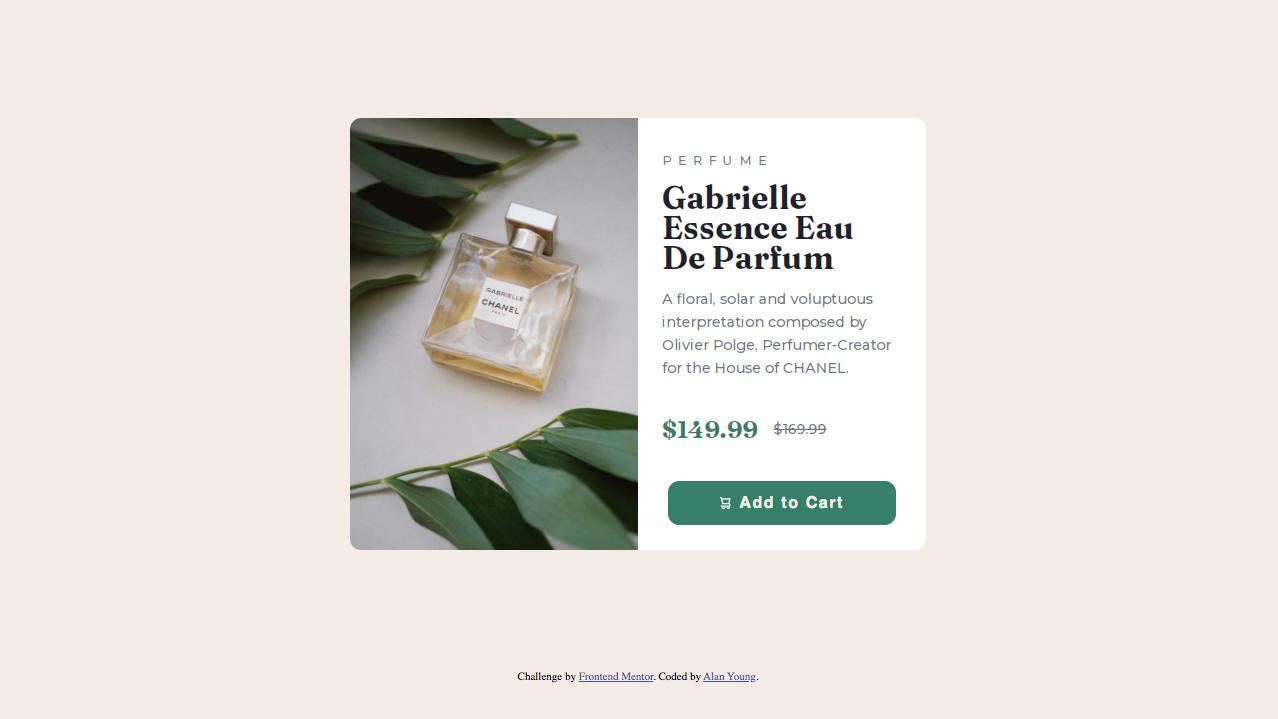 PERFUME
Gabrielle
Essence Eau
De Parfum
A floral, solar and voluptuous
interpretation composed by
Olivier Polge, Perfumer-Creator
for the House of CHANEL.
$149.99 $169.99
Add to Cart
GABRIELLE
CHANEL
PARIS
Challenge by Frontend Mentor. Coded by Alan Young.